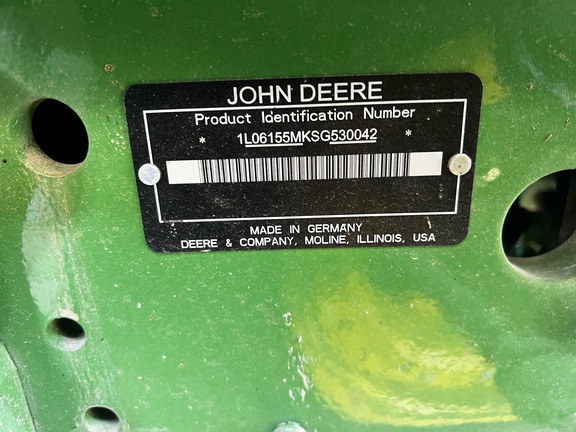 JOHN DEERE
Product Identification Number
* 1L06155MKSG530042 *
MADE IN GERMANY
DEERE & COMPANY, MOLINE, ILLINOIS, USA